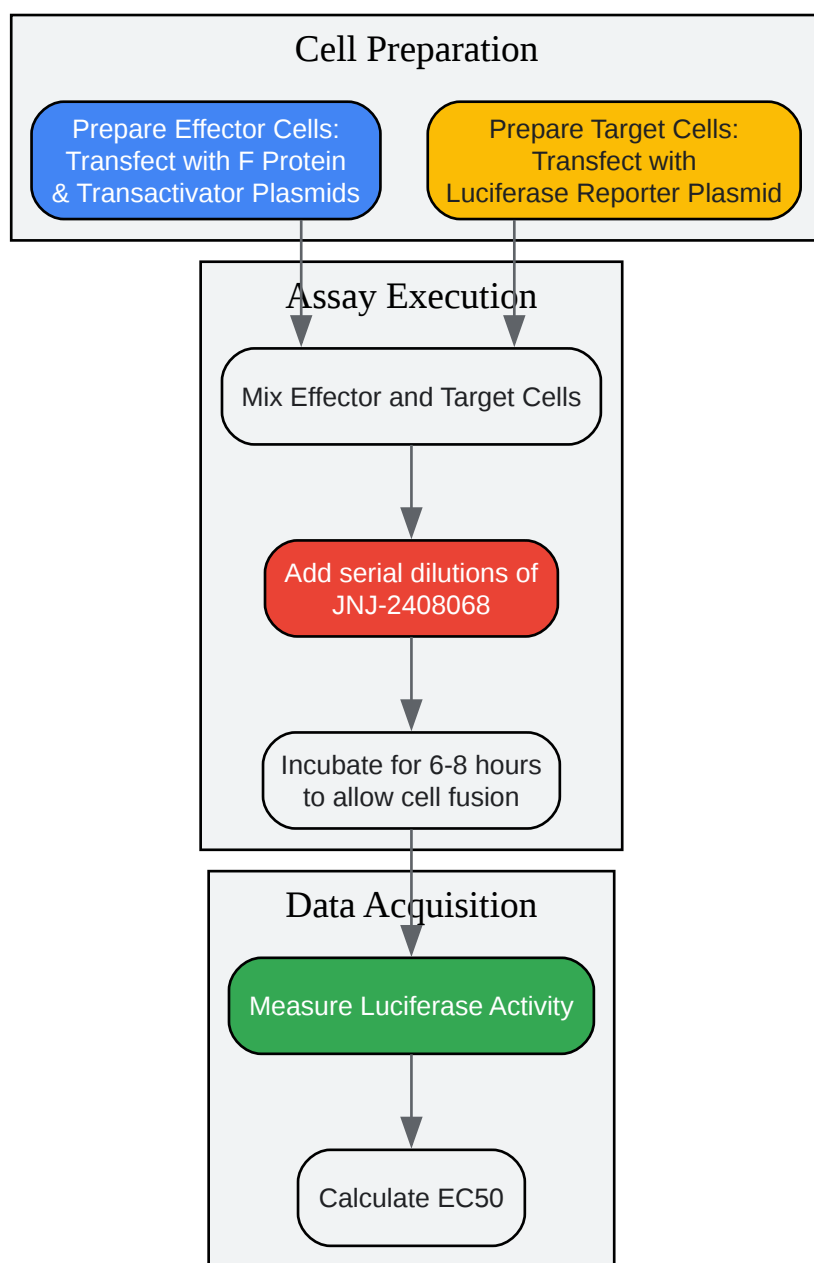 Cell Preparation
Prepare Effector Cells:
Transfect with F Protein
& Transactivator Plasmids
Prepare Target Cells:
Transfect with
Luciferase Reporter Plasmid
Assay Execution
Mix Effector and Target Cells
Add serial dilutions of
JNJ-2408068
Incubate for 6-8 hours
to allow cell fusion
Data Acquisition
Measure Luciferase Activity
Calculate EC50